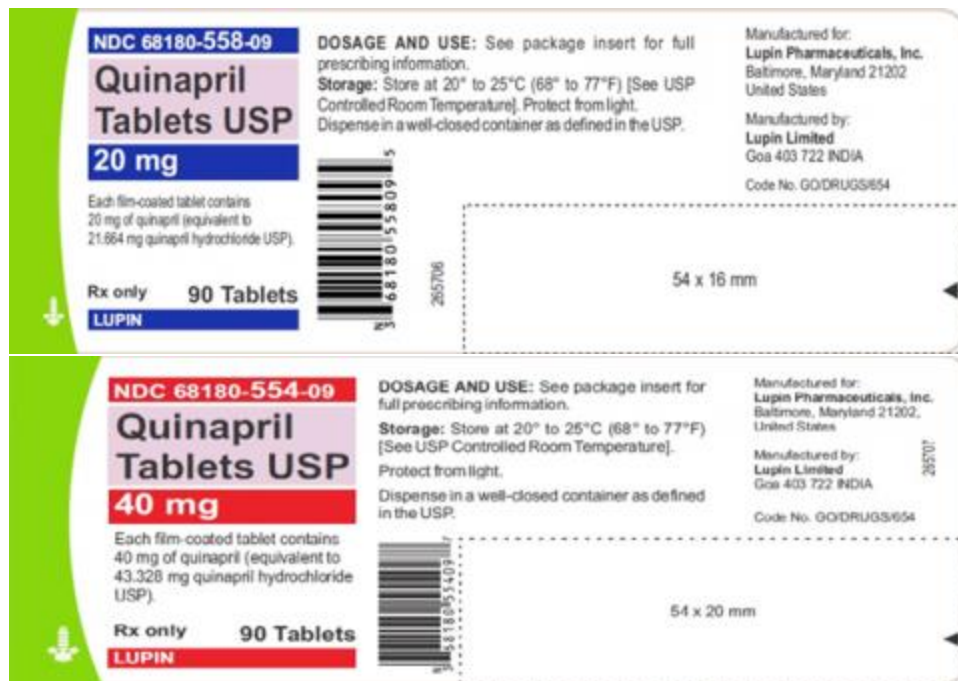 NDC 68180-558-09
Quinapril
Tablets USP
20 mg
Each film-coated tablet contains
20 mg of quinapril (equivalent to
21.664 mg quinapril hydrochloride USP).
Rx only 90 Tablets
LUPIN
DOSAGE AND USE: See package insert for full
prescribing information.
Storage: Store at 20° to 25°C (68° to 77°F) [See USP
Controlled Room Temperature]. Protect from light.
Dispense in a well-closed container as defined in the USP.
N
3 68180 55809 5
265706
Manufactured for:
Lupin Pharmaceuticals, Inc.
Baltimore, Maryland 21202
United States
Manufactured by:
Lupin Limited
Goa 403 722 INDIA
Code No. GO/DRUGS/654
54 x 16 mm
NDC 68180-554-09
Quinapril
Tablets USP
40 mg
Each film-coated tablet contains
40 mg of quinapril (equivalent to
43.328 mg quinapril hydrochloride
USP).
Rx only 90 Tablets
LUPIN
DOSAGE AND USE: See package insert for
full prescribing information.
Storage: Store at 20° to 25°C (68° to 77°F)
[See USP Controlled Room Temperature].
Protect from light.
Dispense in a well-closed container as defined
in the USP.
N
3 68180 55409 7
Manufactured for:
Lupin Pharmaceuticals, Inc.
Baltimore, Maryland 21202,
United States
Manufactured by:
Lupin Limited
Goa 403 722 INDIA
Code No. GO/DRUGS/654
265707
54 x 20 mm